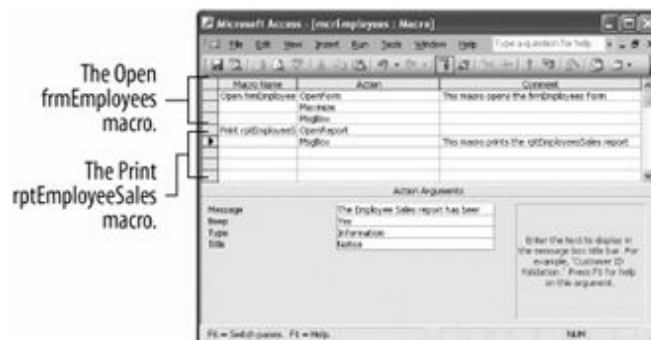 Microsoft Access - [mcrEmployees : Macro]
File Edit View Insert Run Tools Window Help Type a question for help
Macro Name Action Comment
Open frmEmployee OpenForm This macro opens the frmEmployees Form
Maximize
MsgBox
Print rptEmployeeS OpenReport
MsgBox This macro prints the rptEmployeesSales report
The Open
frmEmployees
macro.
The Print
rptEmployeeSales
macro.
Action Arguments
Message The Employee Sales report has been
Beep Yes
Type Information
Title Notice
Enter the text to display in
the message box title bar. For
example, 'Customer ID
Validation.' Press F1 for help
on this argument.
F6 = Switch panes. F1 = Help. NUM